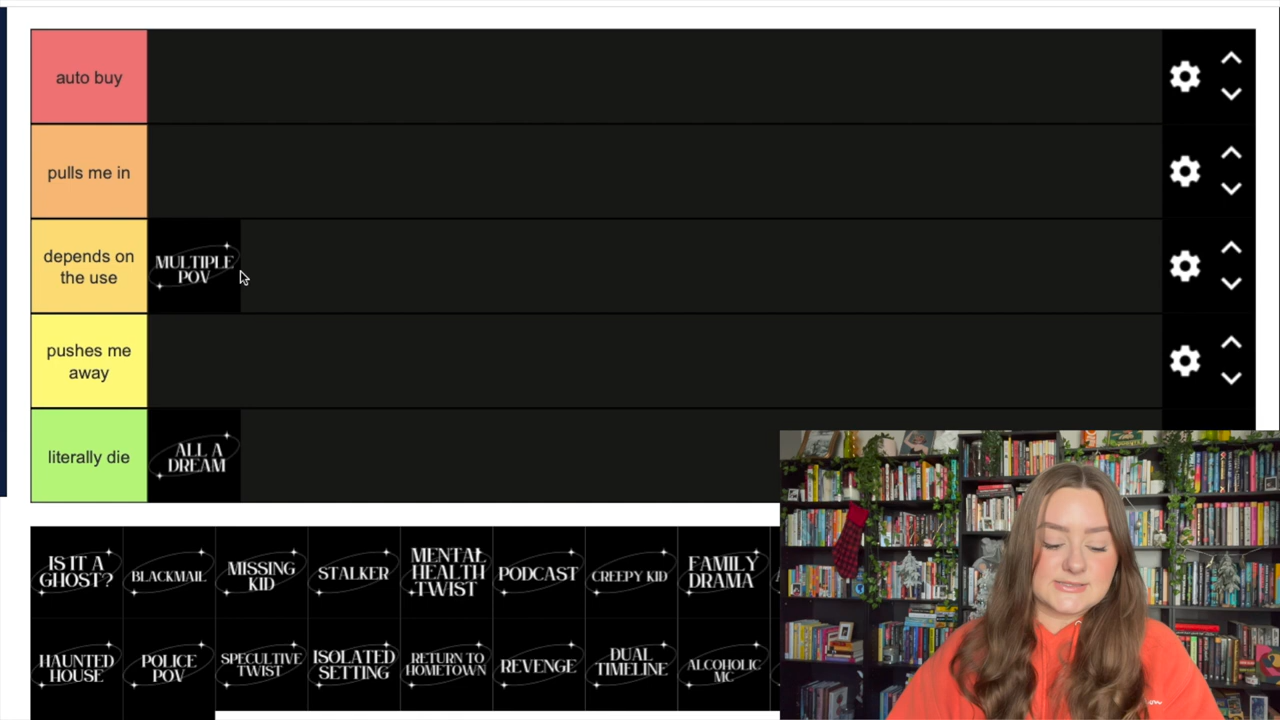 auto buy
pulls me in
depends on
the use
MULTIPLE
POV
pushes me
away
literally die
ALL A
DREAM
IS IT A
GHOST?
BLACKMAIL
MISSING
KID
STALKER
MENTAL
HEALTH
TWIST
PODCAST
CREEPY KID
FAMILY
DRAMA
HAUNTED
HOUSE
POLICE
POV
SPECULTIVE
TWIST
ISOLATED
SETTING
RETURN TO
HOMETOWN
REVENGE
DUAL
TIMELINE
ALCOHOLIC
MC